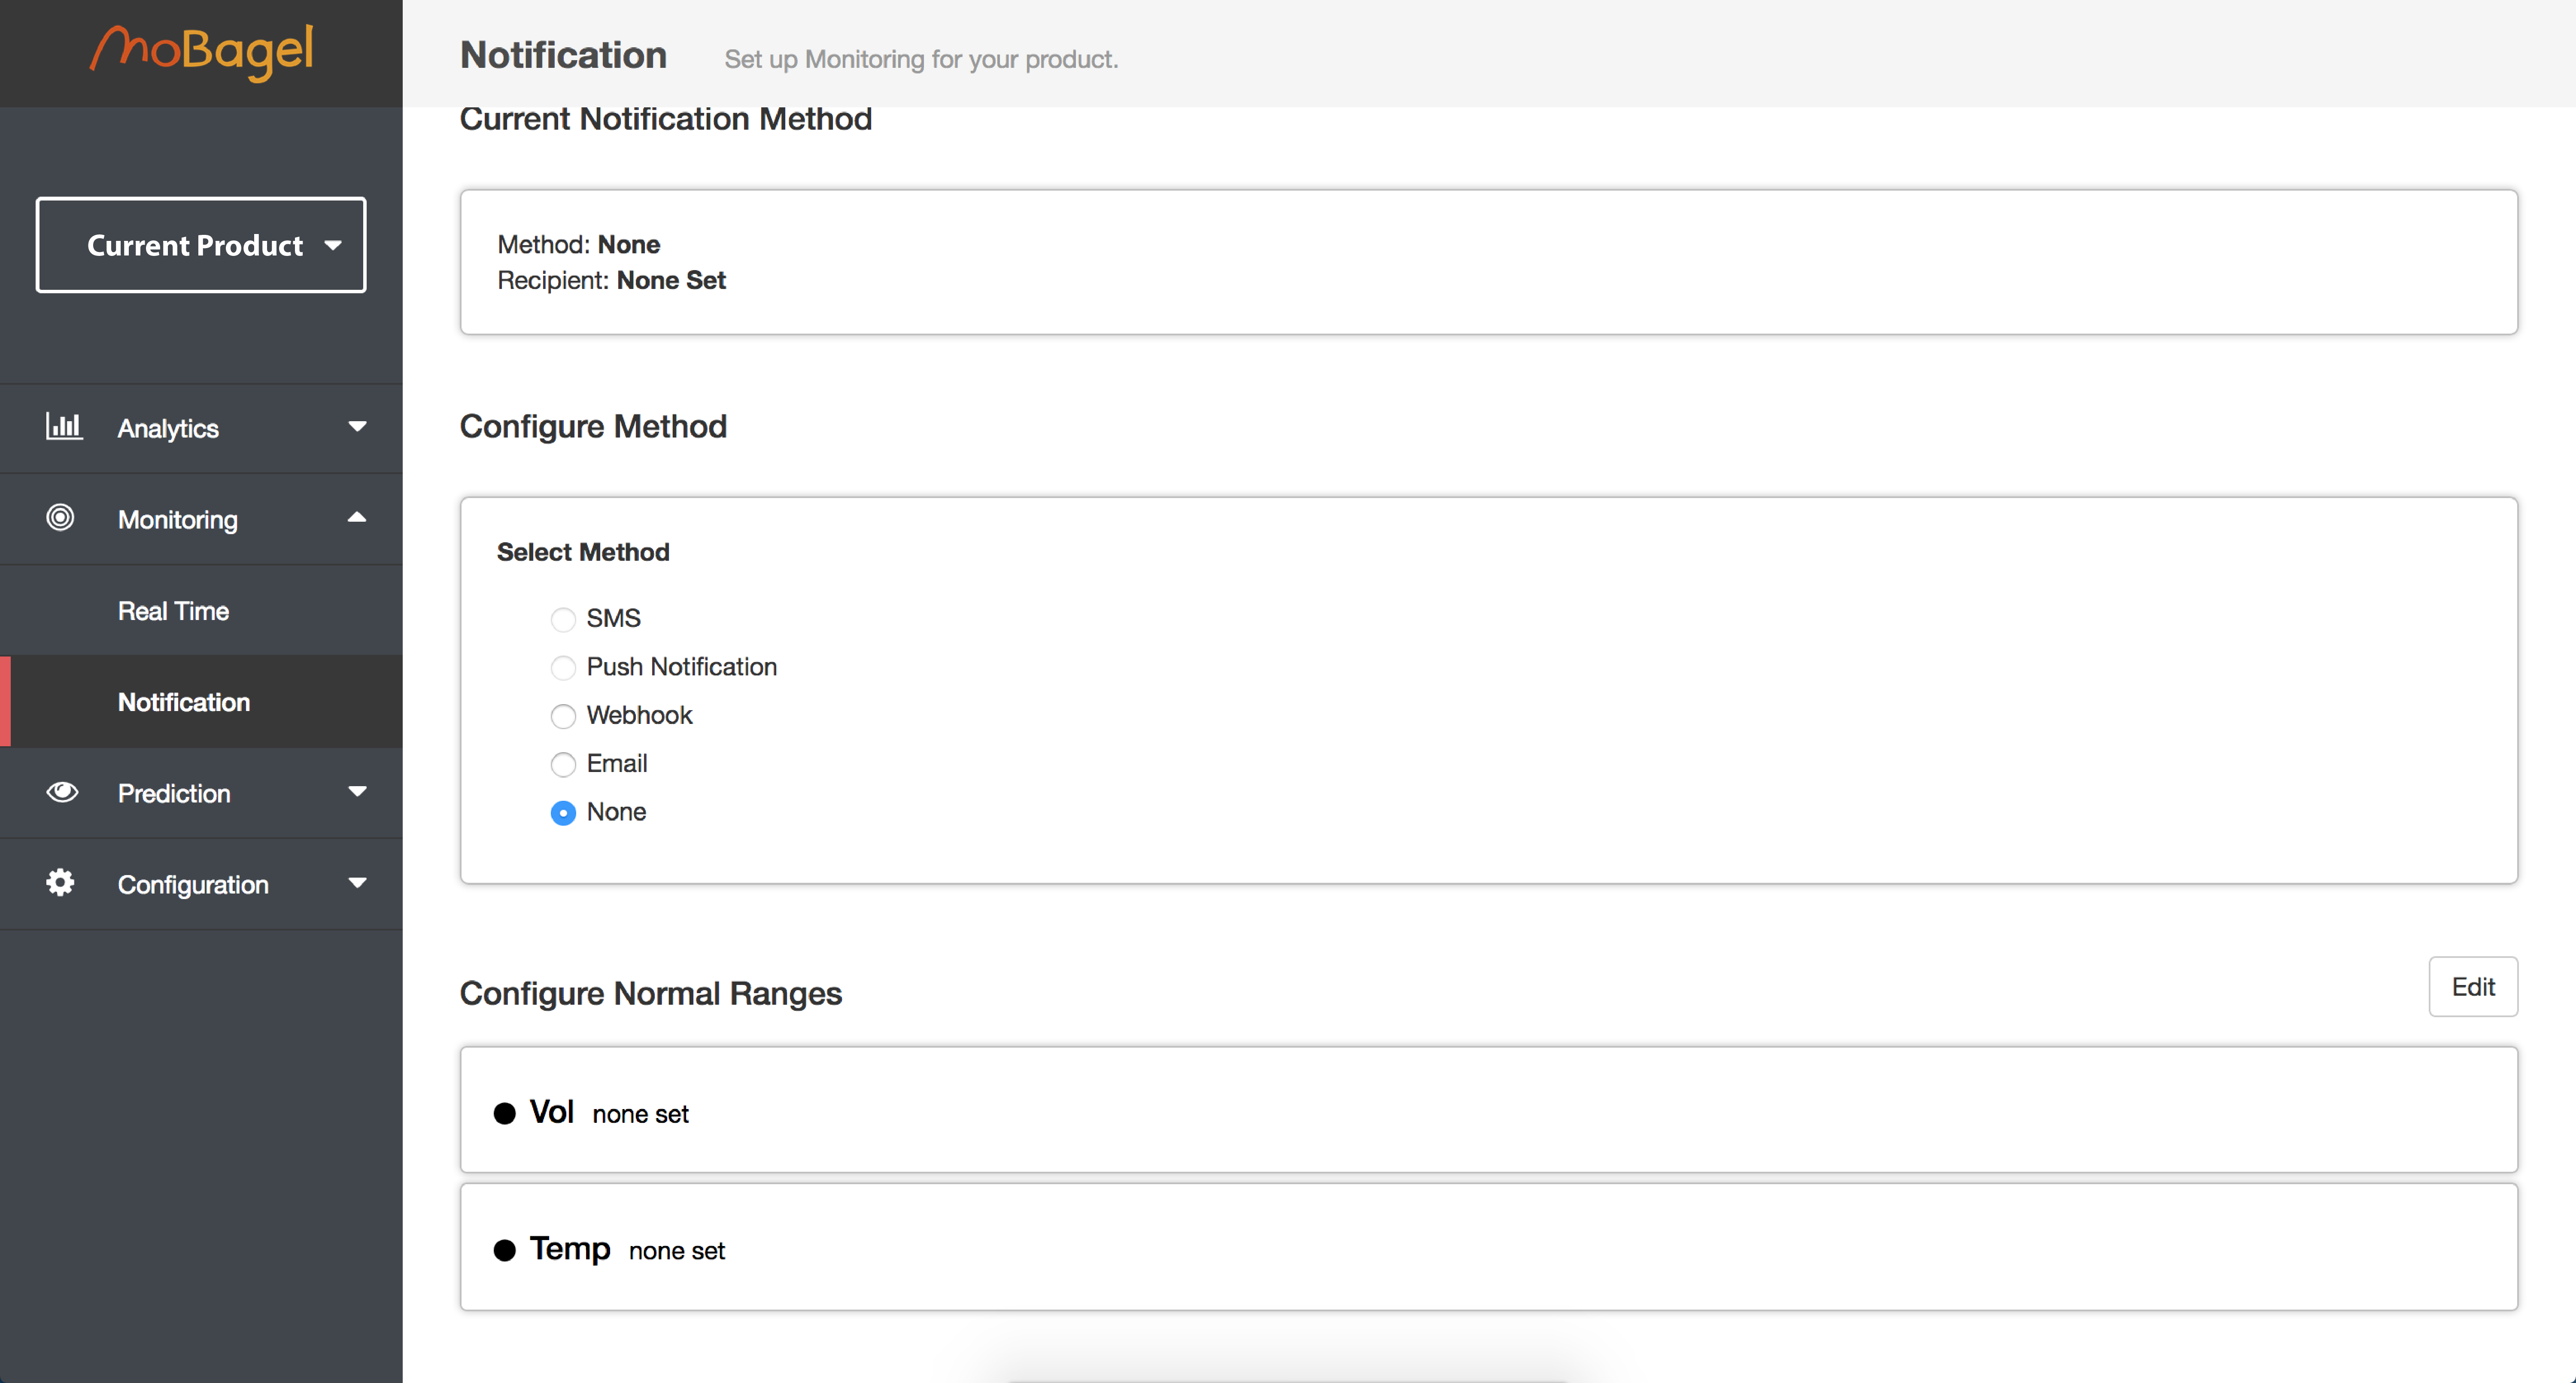 MoBagel
Notification
Set up Monitoring for your product.
Current Product
Analytics
Monitoring
Real Time
Notification
Prediction
Configuration
Current Notification Method
Method: None
Recipient: None Set
Configure Method
Select Method
SMS
Push Notification
Webhook
Email
None
Configure Normal Ranges
Edit
Vol none set
Temp none set